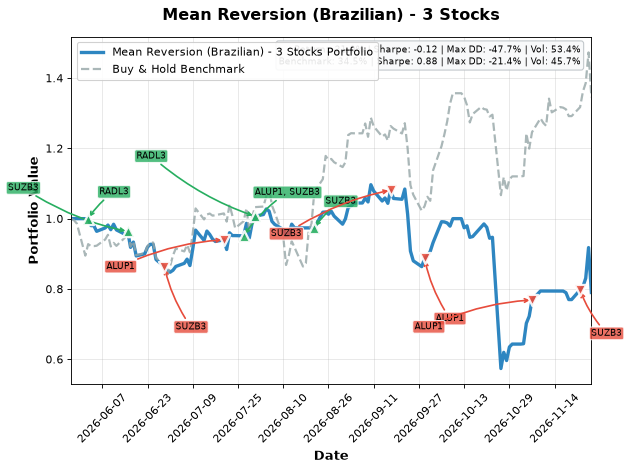 Mean Reversion (Brazilian) - 3 Stocks
Mean Reversion (Brazilian) - 3 Stocks Portfolio
Buy & Hold Benchmark
Sharpe: -0.12 | Max DD: -47.7% | Vol: 53.4%
Benchmark: 34.5% | Sharpe: 0.88 | Max DD: -21.4% | Vol: 45.7%
Portfolio Value
1.4
1.2
1.0
0.8
0.6
RADL3
SUZB3
RADL3
ALUP1, SUZB3
SUZB3
SUZB3
ALUP1
SUZB3
ALUP1
ALUP1
SUZB3
2026-06-07
2026-06-23
2026-07-09
2026-07-25
2026-08-10
2026-08-26
2026-09-11
2026-09-27
2026-10-13
2026-10-29
2026-11-14
Date